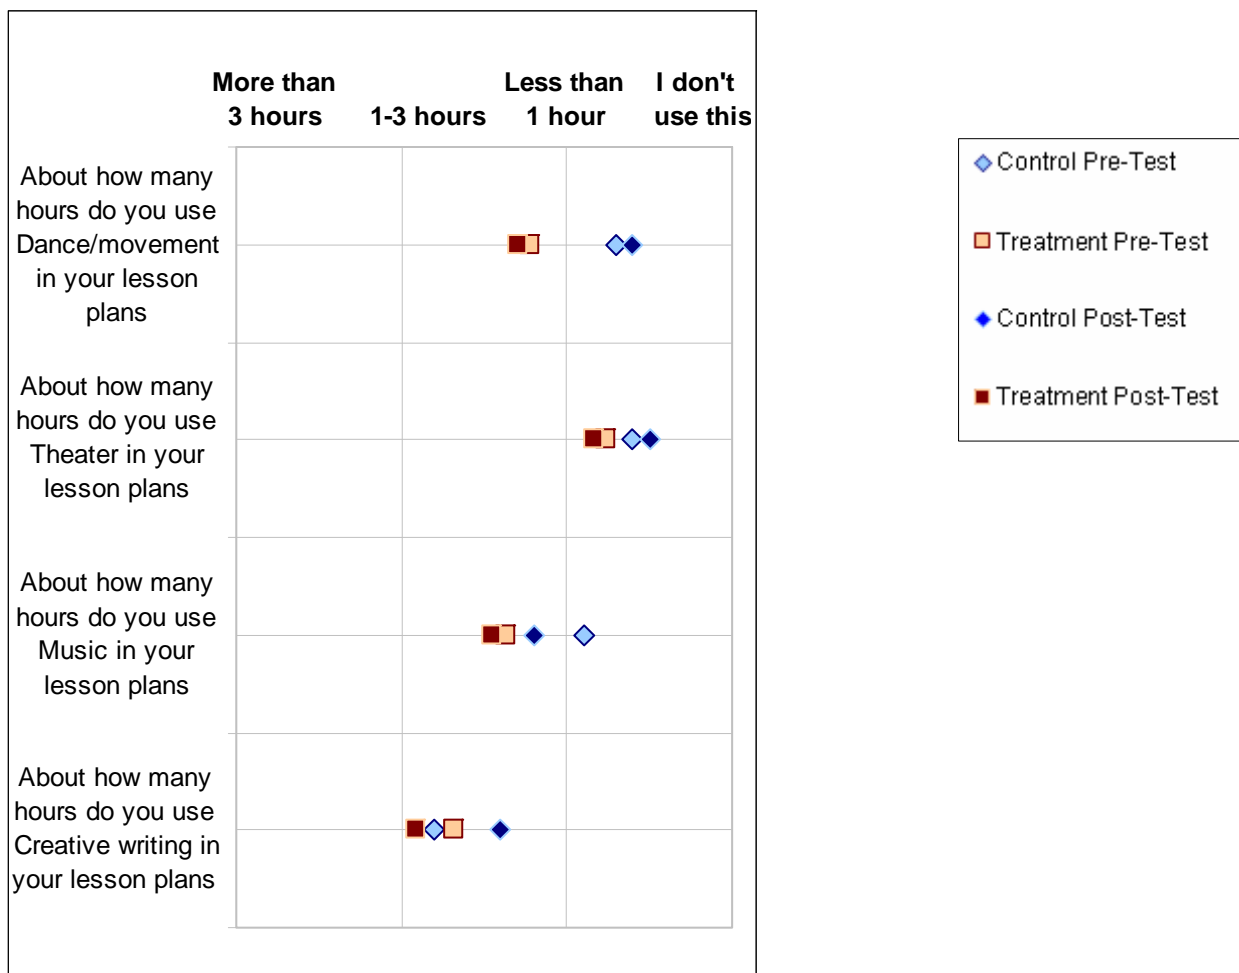 More than
3 hours
1-3 hours
Less than
1 hour
I don't
use this
About how many
hours do you use
Dance/movement
in your lesson
plans
About how many
hours do you use
Theater in your
lesson plans
About how many
hours do you use
Music in your
lesson plans
About how many
hours do you use
Creative writing in
your lesson plans
Control Pre-Test
Treatment Pre-Test
Control Post-Test
Treatment Post-Test